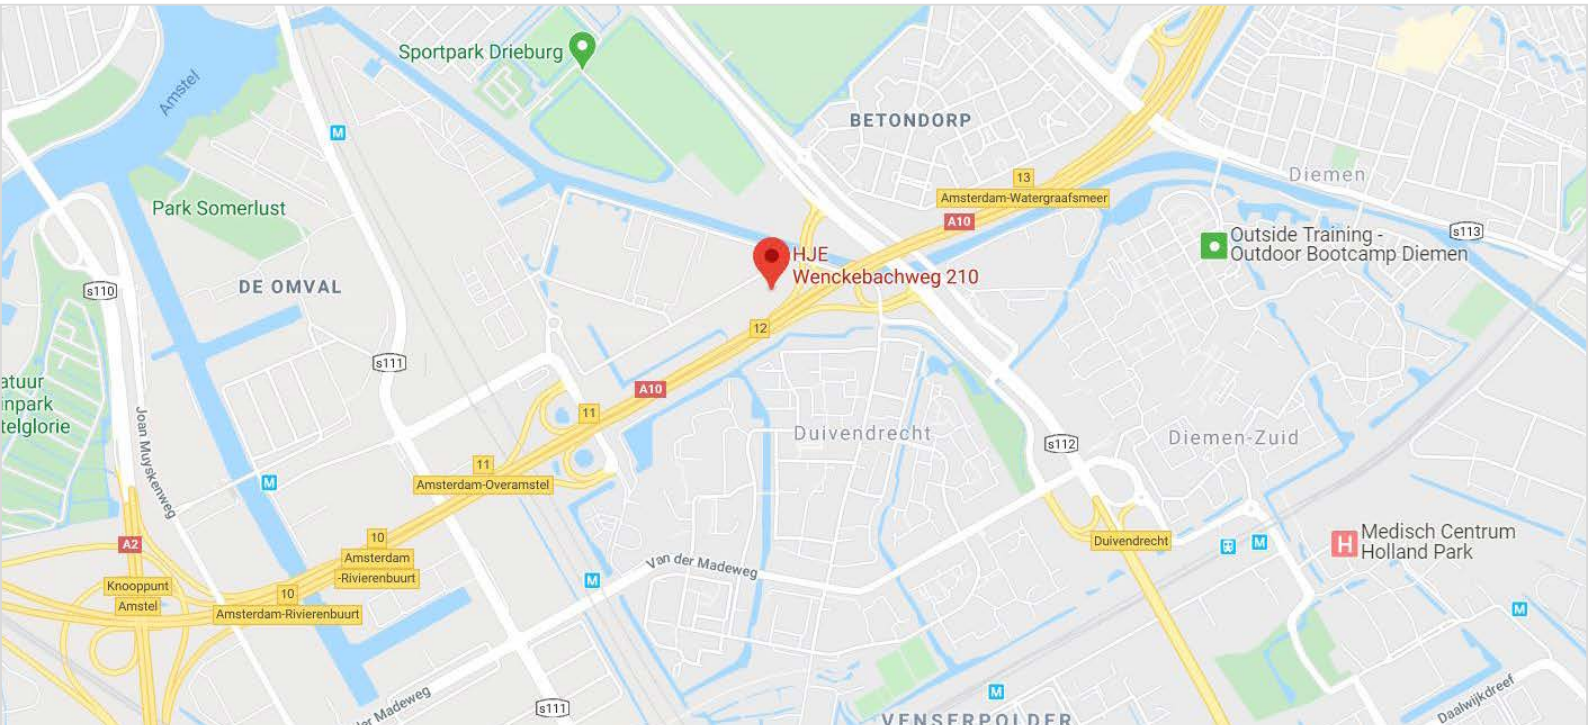 Sportpark Drieburg
Amstel
M
BETONDORP
13
Amsterdam-Watergraafsmeer
Diemen
Park Somerlust
A10
s113
Outside Training -
Outdoor Bootcamp Diemen
HJE
Wenckebachweg 210
DE OMVAL
s110
12
s111
atuur
inpark
telglorie
A10
Joan Muyskenweg
11
Duivendrecht
s112
Diemen-Zuid
11
Amsterdam-Overamstel
M
A2
10
Amsterdam
-Rivierenburt
Duivendrecht
M
H
Medisch Centrum
Holland Park
Van der Madeweg
Knooppunt
Amstel
10
Amsterdam-Rivierenbuurt
M
M
M
der Madeweg
s111
VENSERPOLDER
Daalwijkdreef